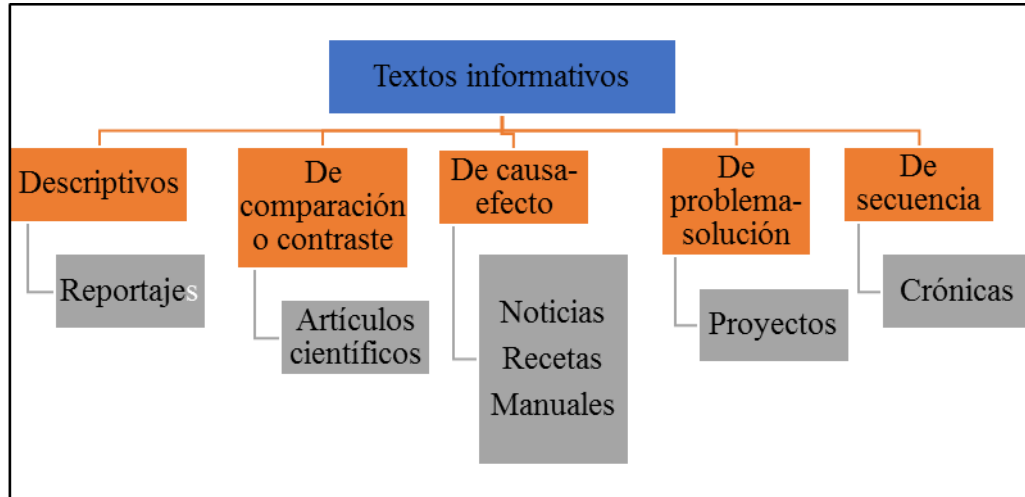 Textos informativos
Descriptivos
Reportajes
De
comparación
o contraste
Artículos
científicos
De causa-
efecto
Noticias
Recetas
Manuales
De
problema-
solución
Proyectos
De
secuencia
Crónicas